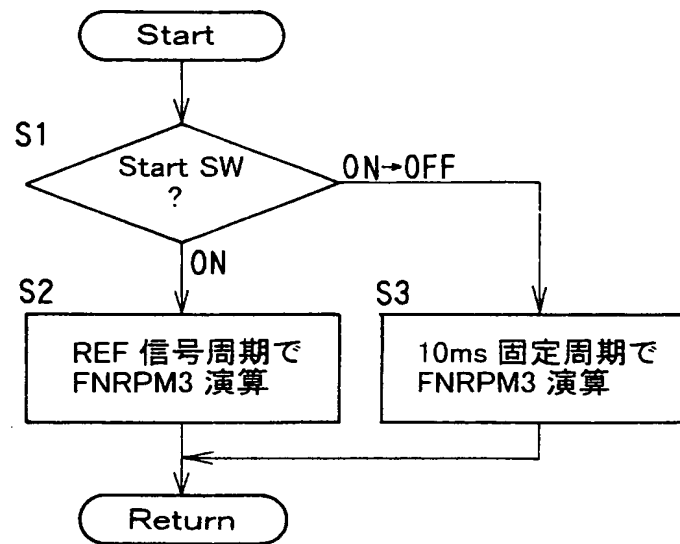 Start
S1
Start SW
?
ON→OFF
ON
S2
REF 信号周期で
FNRPM3 演算
S3
10ms 固定周期で
FNRPM3 演算
Return